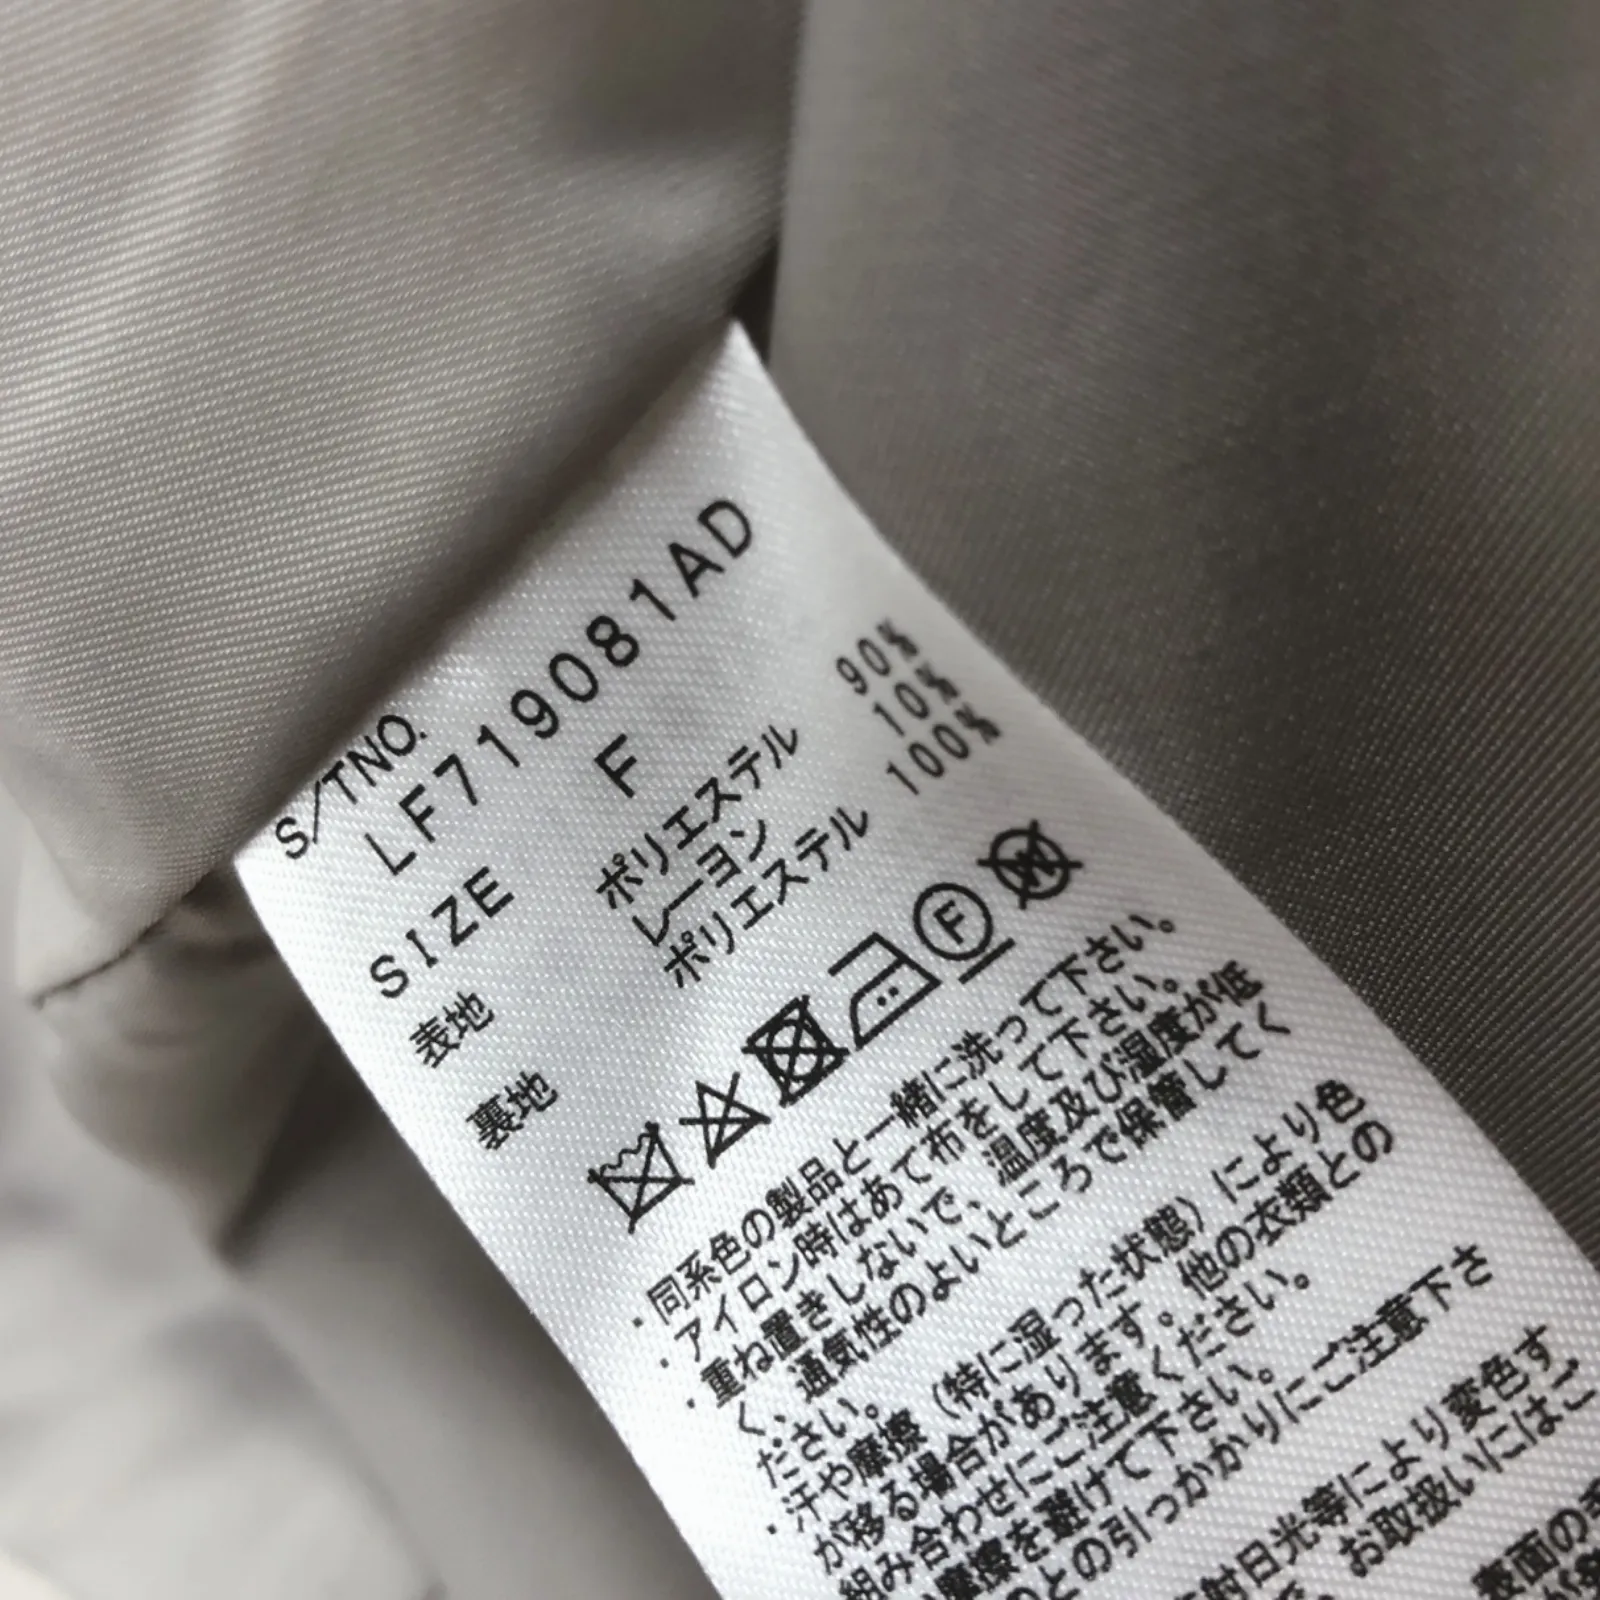 S/TNO.
LF719081AD
SIZE F
表地 ポリエステル 90%
レーヨン 10%
裏地 ポリエステル 100%
F
W
・同系色の製品と一緒に洗って下さい。
・アイロン時はあて布をして下さい。
・重ね置きしないで、温度及び湿度が低
く、通気性のよいところで保管してく
ださい。
・汗や摩擦（特に湿った状態）により色
が移る場合があります。他の衣類との
組み合わせにご注意ください。
摩擦を避けて下さい。
のとの引っかかりにご注意下さ
射日光等により変色す
お取扱いにはご
表面の毛